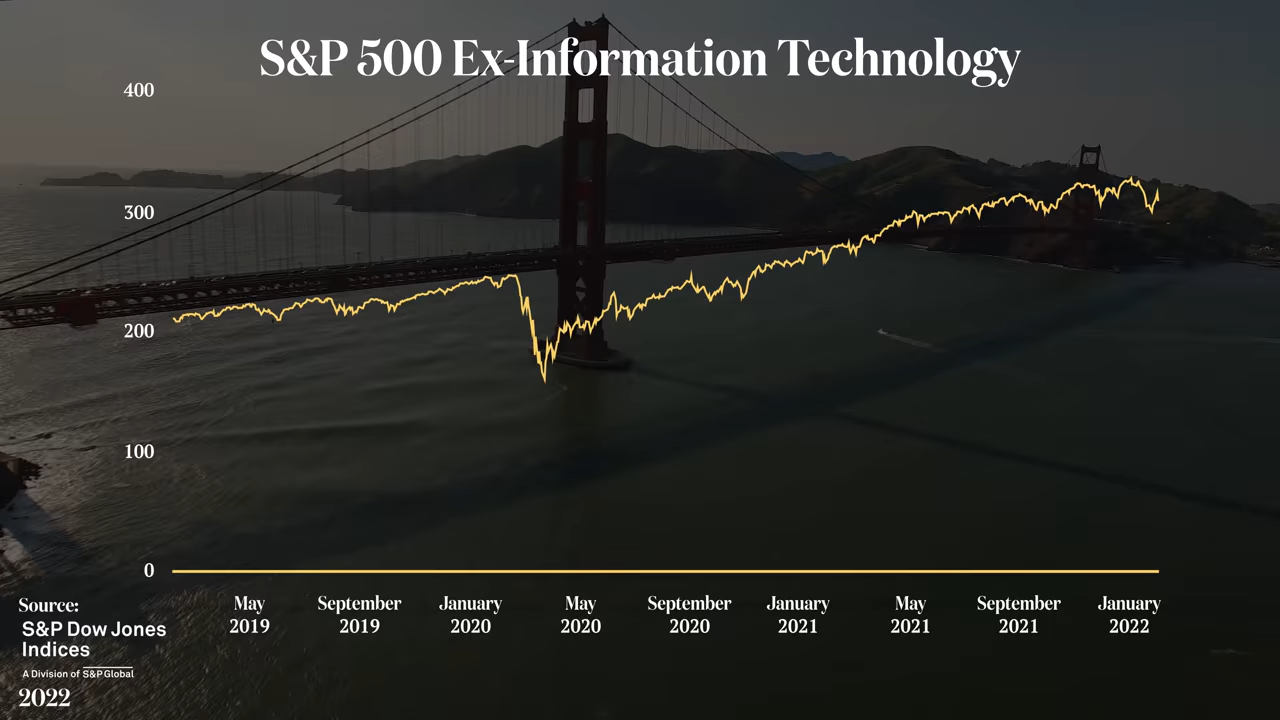 S&P 500 Ex-Information Technology
400
300
200
100
0
May 2019
September 2019
January 2020
May 2020
September 2020
January 2021
May 2021
September 2021
January 2022
Source:
S&P Dow Jones
Indices
A Division of S&P Global
2022